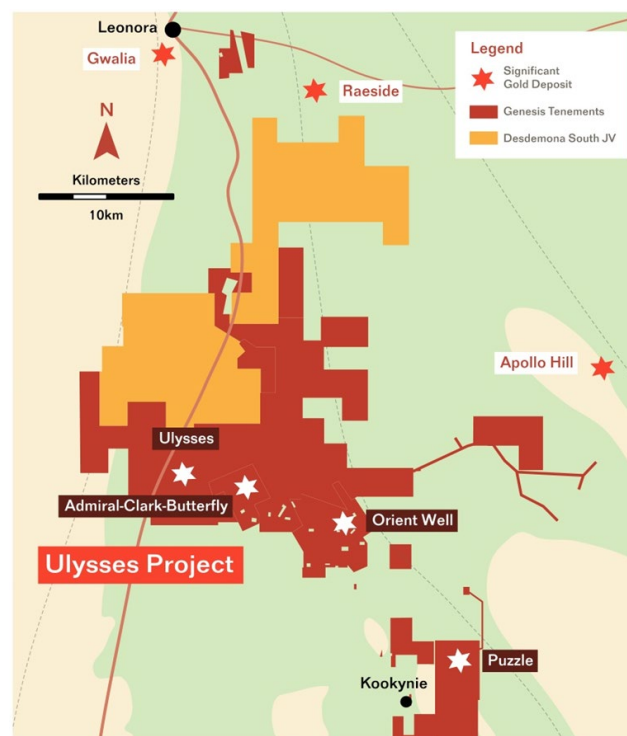 Leonora
Gwalia
Raeside
Legend
Significant
Gold Deposit
Genesis Tenements
Desdemona South JV
N
Kilometers
10km
Apollo Hill
Ulysses
Admiral-Clark-Butterfly
Orient Well
Ulysses Project
Puzzle
Kookynie